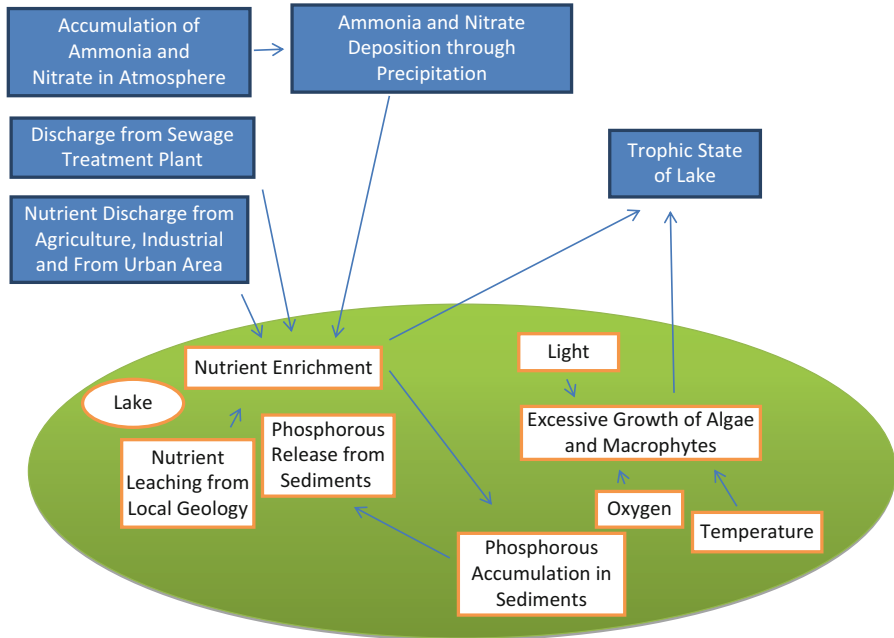 Accumulation of
Ammonia and
Nitrate in Atmosphere
Ammonia and Nitrate
Deposition through
Precipitation
Discharge from Sewage
Treatment Plant
Trophic State
of Lake
Nutrient Discharge from
Agriculture, Industrial
and From Urban Area
Nutrient Enrichment
Light
Lake
Excessive Growth of Algae
and Macrophytes
Phosphorous
Release from
Sediments
Nutrient
Leaching from
Local Geology
Oxygen
Temperature
Phosphorous
Accumulation in
Sediments